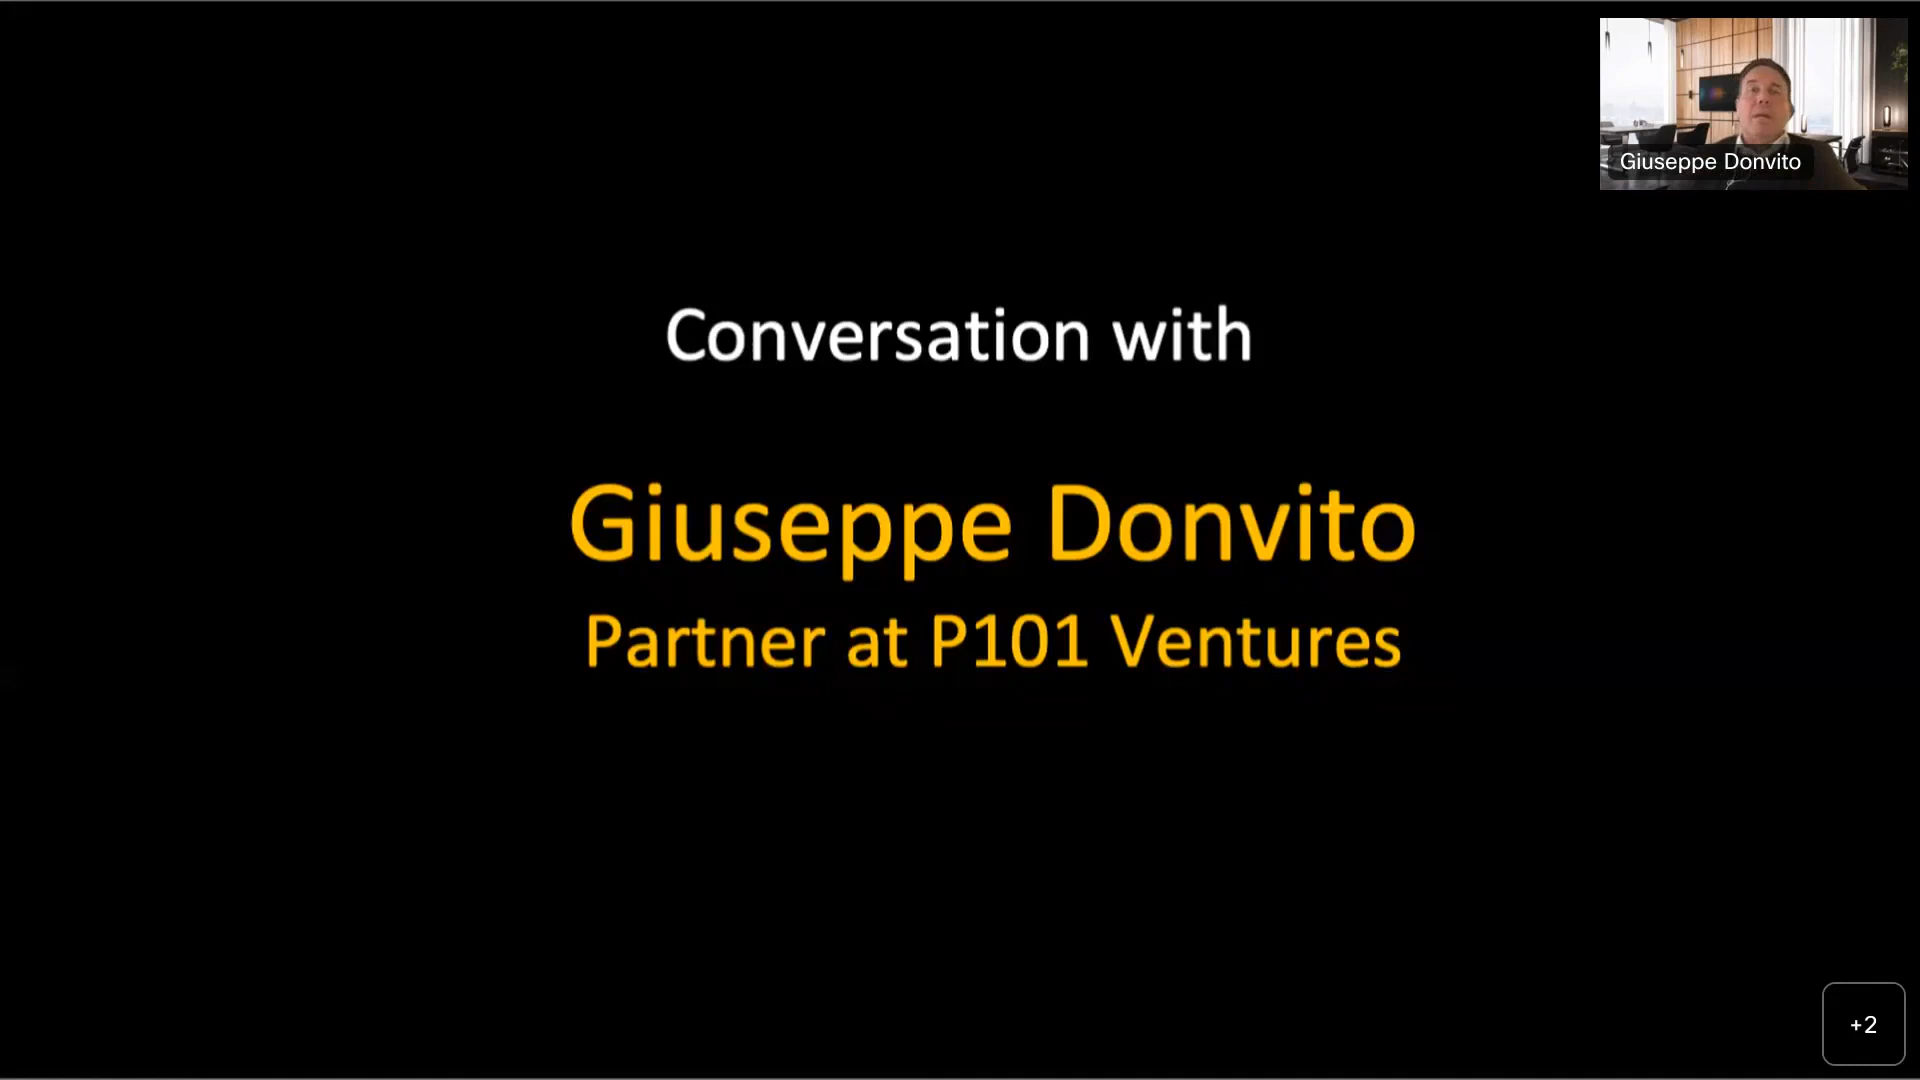 Giuseppe Donvito
Conversation with
Giuseppe Donvito
Partner at P101 Ventures
+2